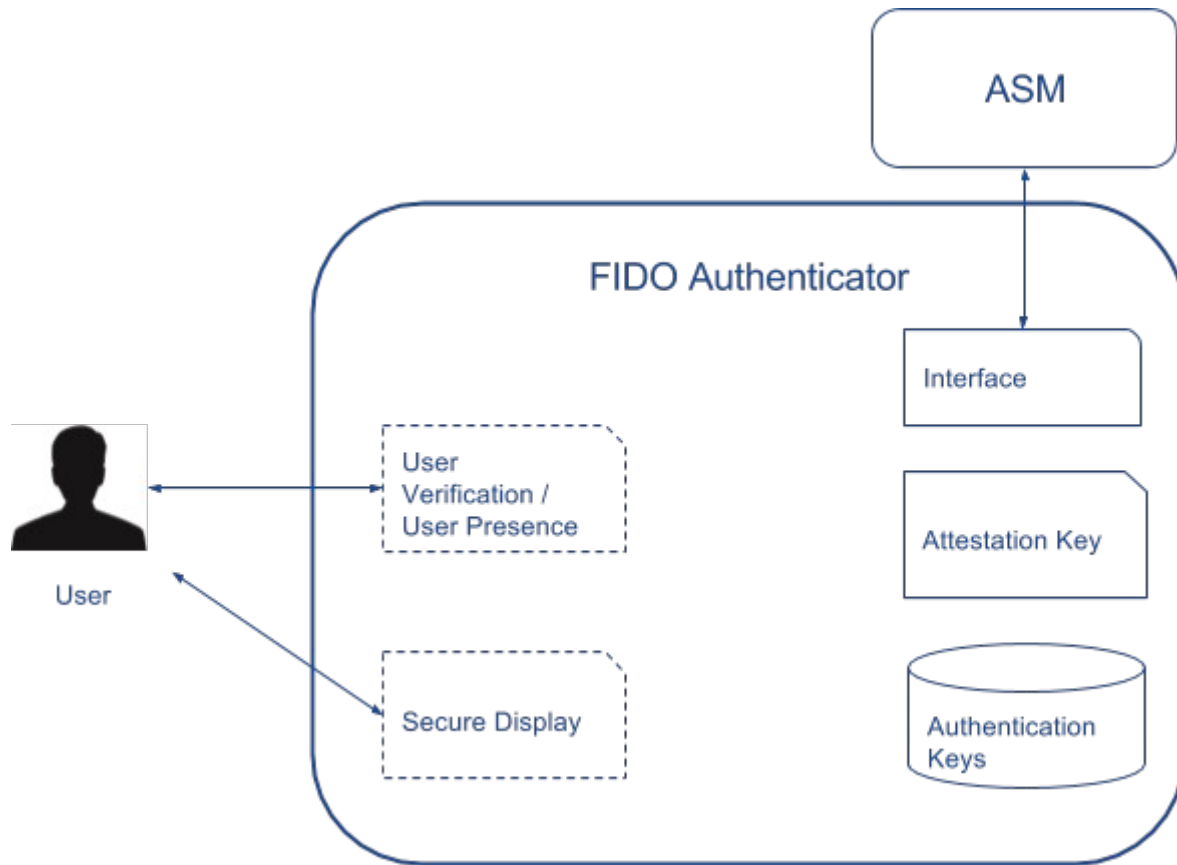 ASM
FIDO Authenticator
Interface
User
Verification /
User Presence
Attestation Key
User
Secure Display
Authentication
Keys